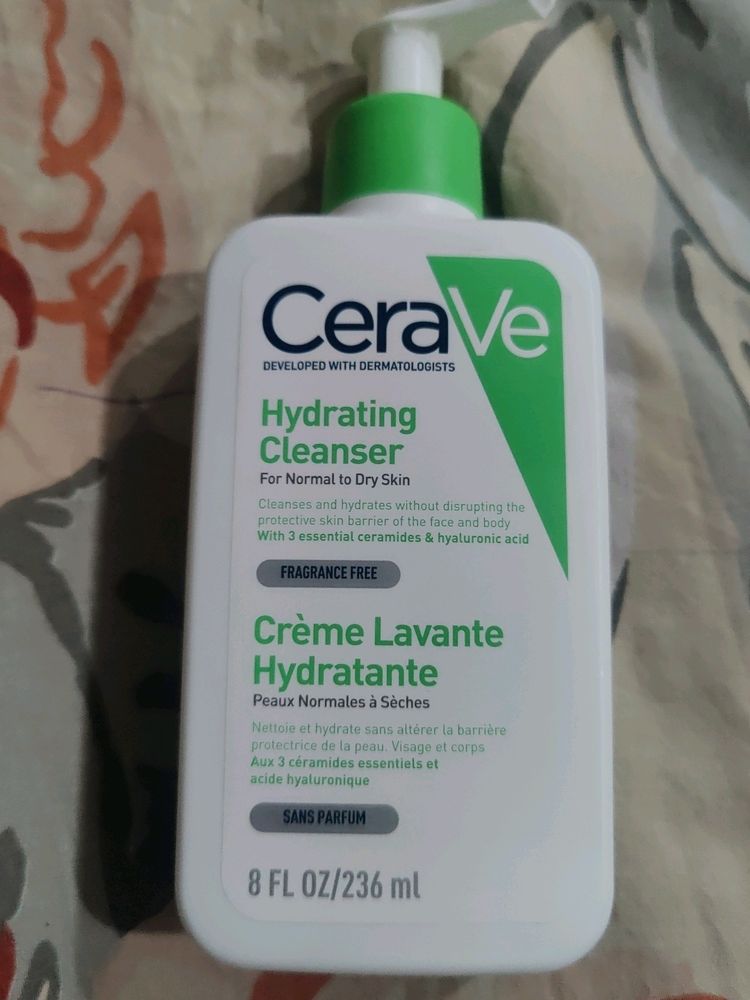 CeraVe
DEVELOPED WITH DERMATOLOGISTS
Hydrating
Cleanser
For Normal to Dry Skin
Cleanses and hydrates without disrupting the
protective skin barrier of the face and body
With 3 essential ceramides & hyaluronic acid
FRAGRANCE FREE
Crème Lavante
Hydratante
Peaux Normales à Sèches
Nettoie et hydrate sans altérer la barrière
protectrice de la peau. Visage et corps
Aux 3 céramides essentiels et
acide hyaluronique
SANS PARFUM
8 FL OZ/236 ml